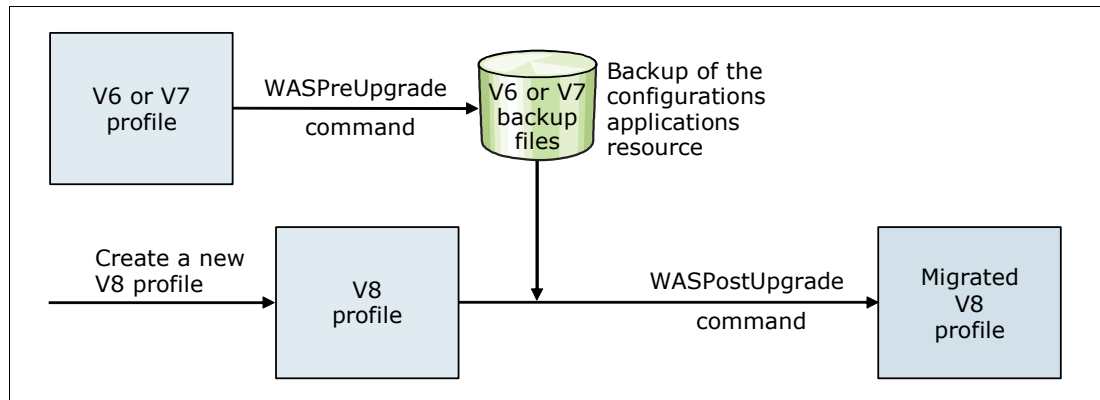 V6 or V7
profile
WASPreUpgrade
command
V6 or V7
backup
files
Backup of the
configurations
applications
resource
Create a new
V8 profile
V8
profile
WASPostUpgrade
command
Migrated
V8
profile